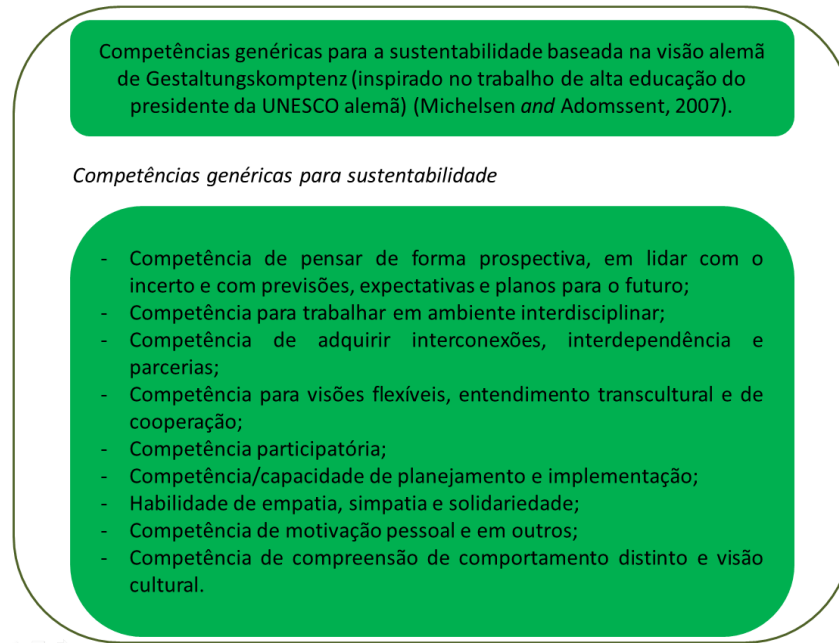 Competências genéricas para a sustentabilidade baseada na visão alemã
de Gestaltungskomptenz (inspirado no trabalho de alta educação do
presidente da UNESCO alemã) (Michelsen and Adomssent, 2007).
Competências genéricas para sustentabilidade
- Competência de pensar de forma prospectiva, em lidar com o
incerto e com previsões, expectativas e planos para o futuro;
- Competência para trabalhar em ambiente interdisciplinar;
- Competência de adquirir interconexões, interdependência e
parcerias;
- Competência para visões flexíveis, entendimento transcultural e de
cooperação;
- Competência participatória;
- Competência/capacidade de planejamento e implementação;
- Habilidade de empatia, simpatia e solidariedade;
- Competência de motivação pessoal e em outros;
- Competência de compreensão de comportamento distinto e visão
cultural.